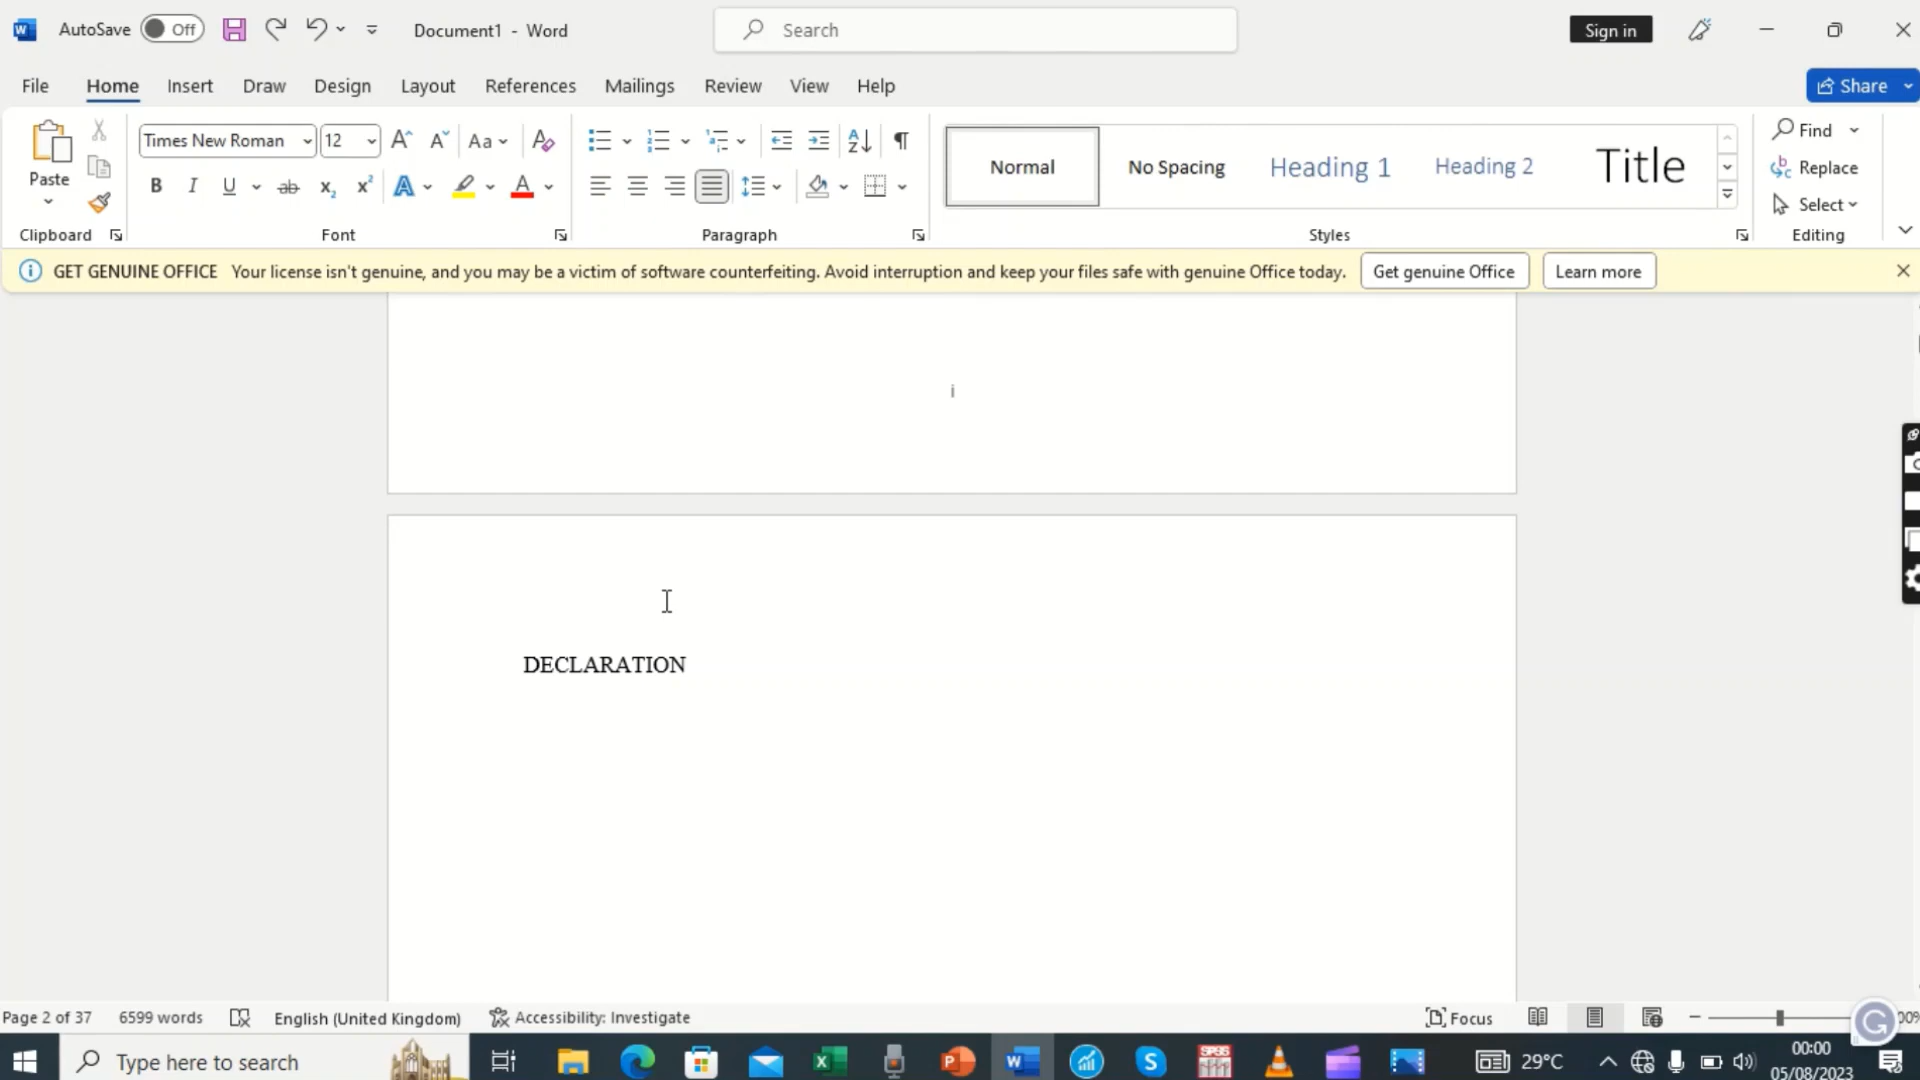 AutoSave Off Document1 - Word Search Sign in
File Home Insert Draw Design Layout References Mailings Review View Help Share
Paste Times New Roman 12 Aa Normal No Spacing Heading 1 Heading 2 Title Find
B I U ab x₂ x² A A Replace
Select
Clipboard Font Paragraph Styles Editing
GET GENUINE OFFICE Your license isn't genuine, and you may be a victim of software counterfeiting. Avoid interruption and keep your files safe with genuine Office today. Get genuine Office Learn more
i
DECLARATION
Page 2 of 37 6599 words English (United Kingdom) Accessibility: Investigate Focus
Type here to search 29°C 00:00
05/08/2023